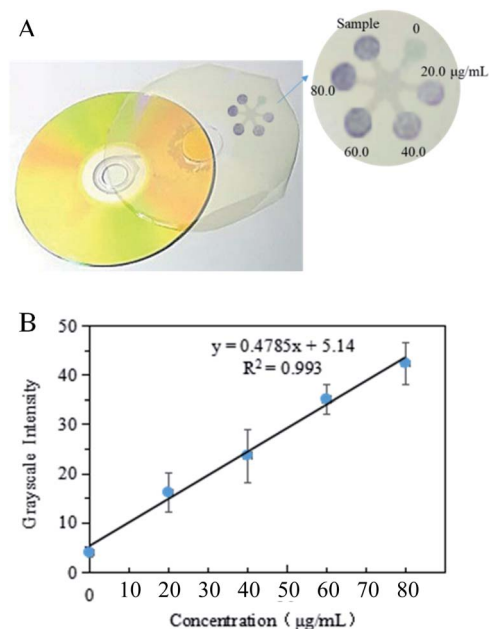 A
Sample
0
20.0 μg/mL
80.0
60.0
40.0
B
y = 0.4785x + 5.14
R² = 0.993
50
40
30
20
10
0
Grayscale Intensity
0 10 20 30 40 50 60 70 80
Concentration ( μg/mL )